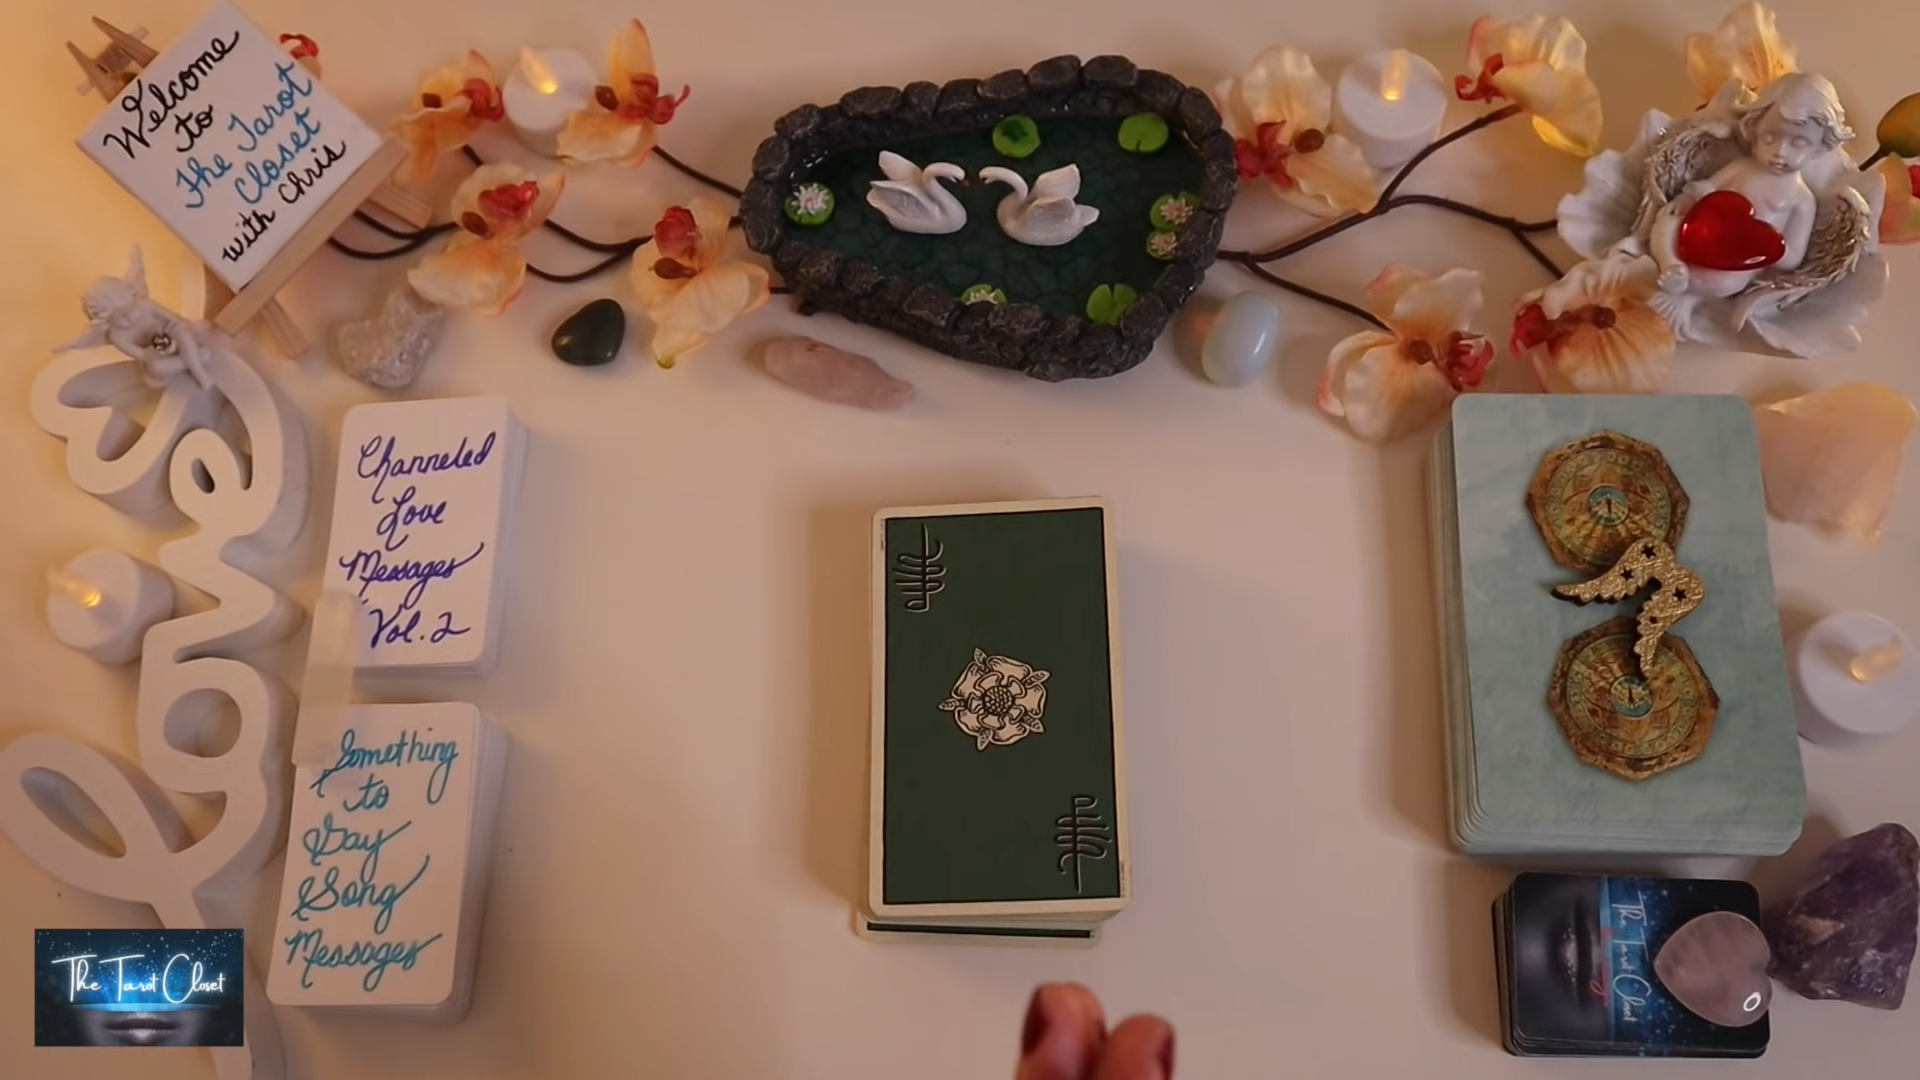 Welcome
to
The Tarot
Closet
with Chris
Channeled
Love
Messages
Vol. 2
Something
to
Say
Song
Messages
The Tarot Closet
The Tarot Closet
Love